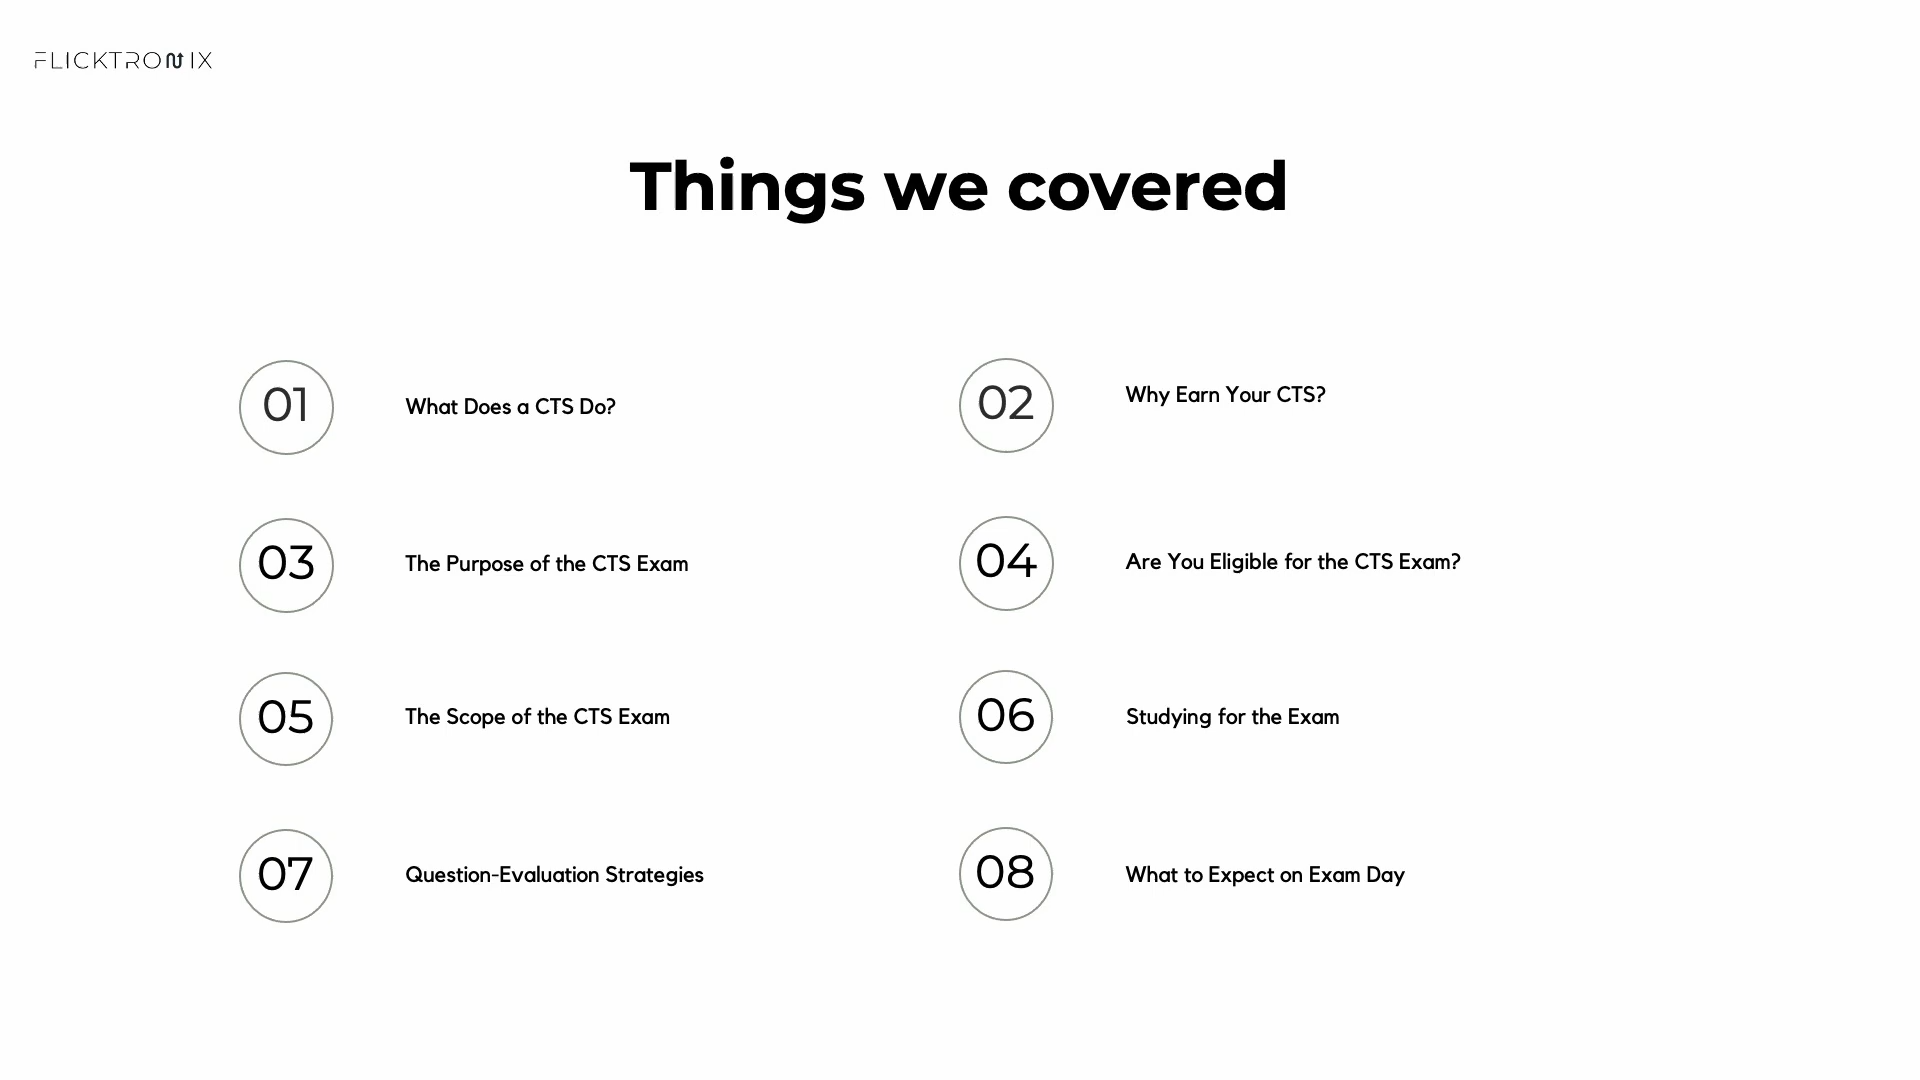 FLICKTRONIX
Things we covered
01
What Does a CTS Do?
02
Why Earn Your CTS?
03
The Purpose of the CTS Exam
04
Are You Eligible for the CTS Exam?
05
The Scope of the CTS Exam
06
Studying for the Exam
07
Question-Evaluation Strategies
08
What to Expect on Exam Day